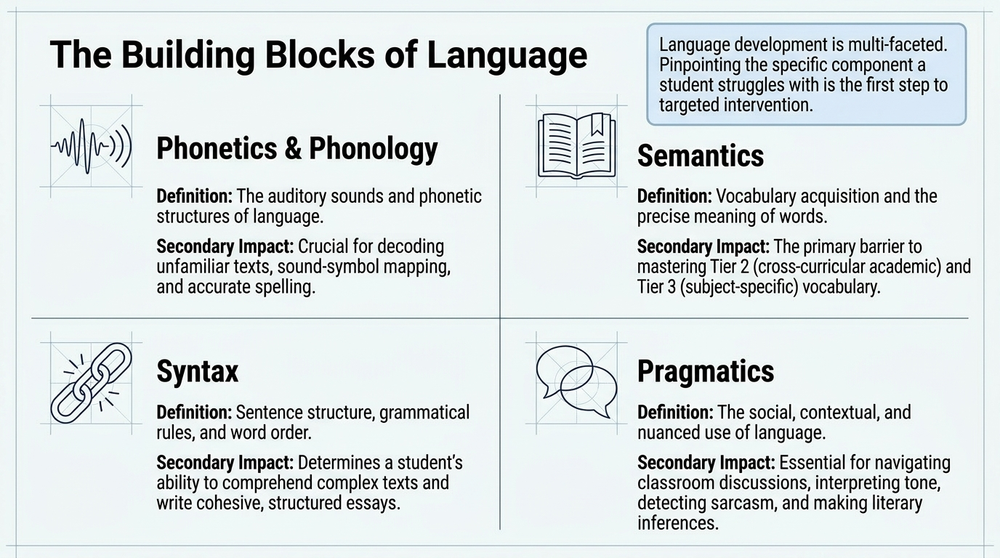 The Building Blocks of Language
Language development is multi-faceted.
Pinpointing the specific component a
student struggles with is the first step to
targeted intervention.
Phonetics & Phonology
Definition: The auditory sounds and phonetic
structures of language.
Secondary Impact: Crucial for decoding
unfamiliar texts, sound-symbol mapping,
and accurate spelling.
Semantics
Definition: Vocabulary acquisition and the
precise meaning of words.
Secondary Impact: The primary barrier to
mastering Tier 2 (cross-curricular academic) and
Tier 3 (subject-specific) vocabulary.
Syntax
Definition: Sentence structure, grammatical
rules, and word order.
Secondary Impact: Determines a student’s
ability to comprehend complex texts and
write cohesive, structured essays.
Pragmatics
Definition: The social, contextual, and
nuanced use of language.
Secondary Impact: Essential for navigating
classroom discussions, interpreting tone,
detecting sarcasm, and making literary
inferences.